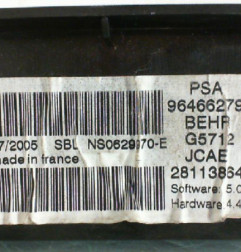 PSA
96466279
BEHR
7/2005 SBL NS0629970-E
G5712
made in france
JCAE
28113864
Software: 5.0
Hardware 4.4